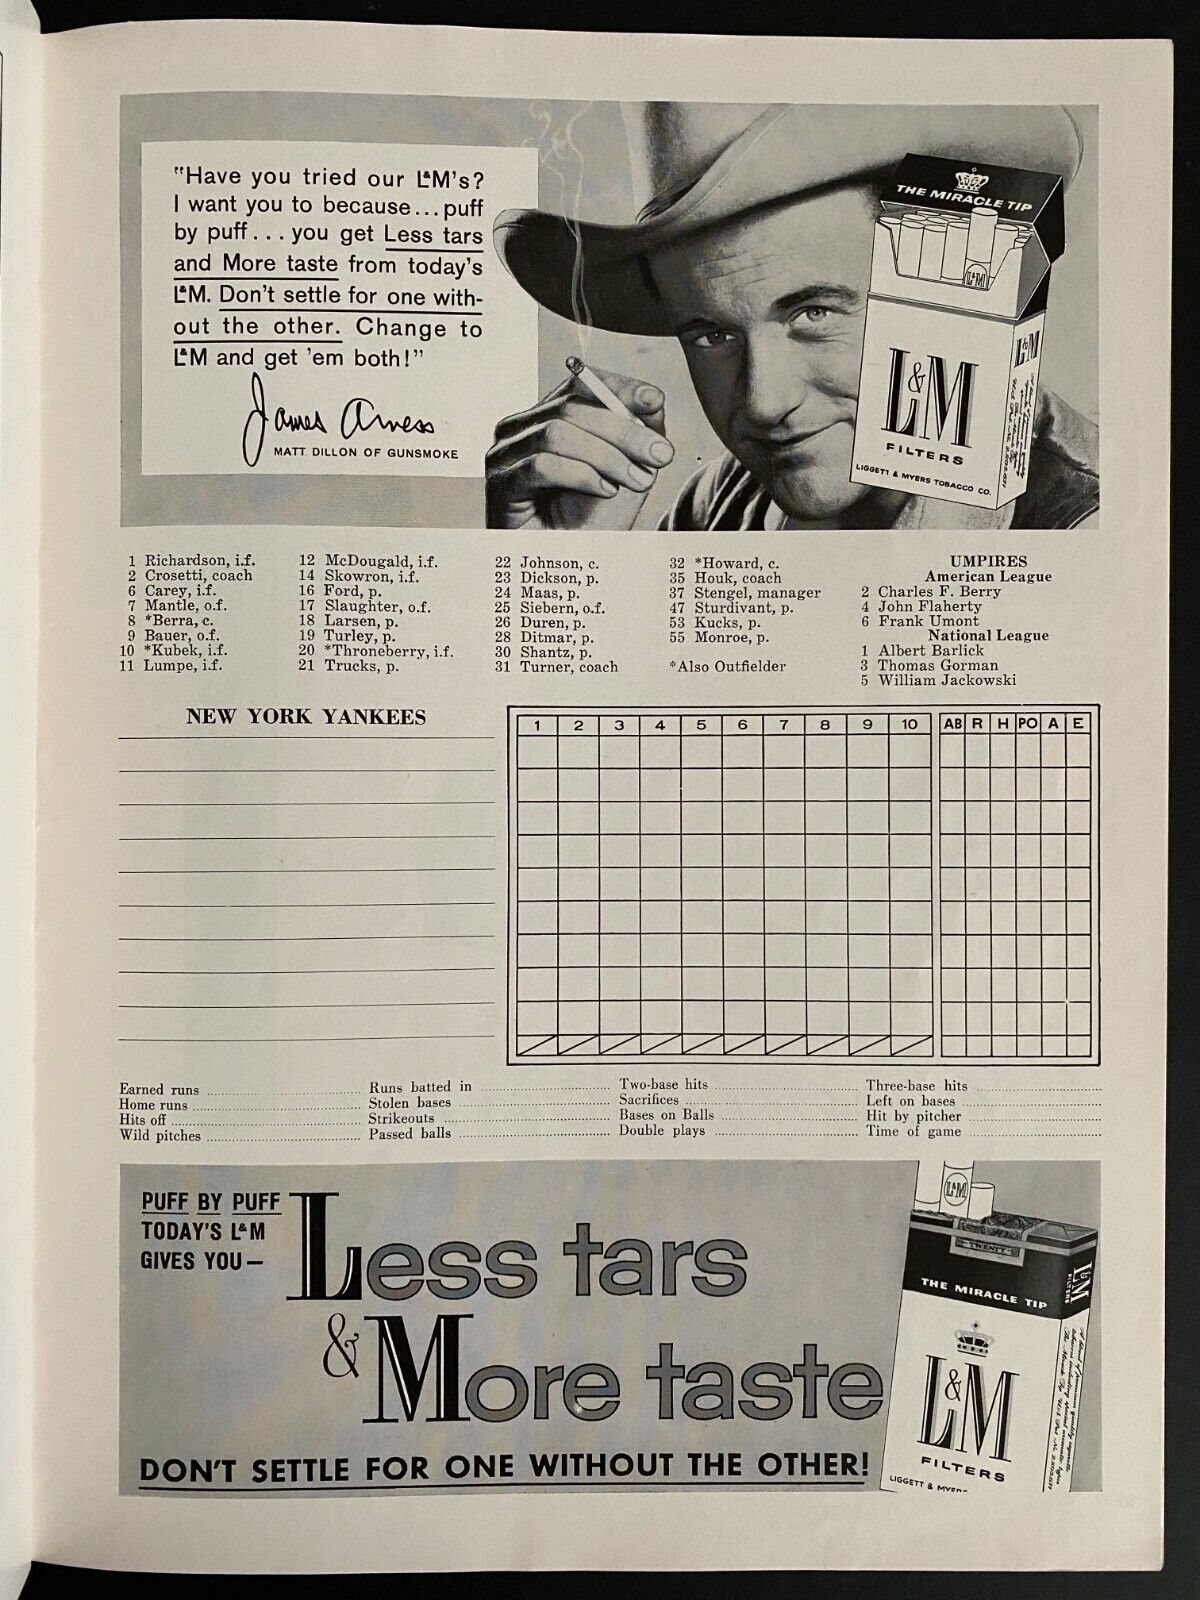 "Have you tried our L&M's?
I want you to because...puff
by puff... you get Less tars
and More taste from today's
L&M. Don't settle for one with-
out the other. Change to
L&M and get 'em both!"
James Arness
MATT DILLON OF GUNSMOKE
THE MIRACLE TIP
L&M
L&M
FILTERS
LIGGETT & MYERS TOBACCO CO.
L&M
1 Richardson, i.f.
2 Crosetti, coach
6 Carey, i.f.
7 Mantle, o.f.
8 *Berra, c.
9 Bauer, o.f.
10 *Kubek, i.f.
11 Lumpe, i.f.
12 McDougald, i.f.
14 Skowron, i.f.
16 Ford, p.
17 Slaughter, o.f.
18 Larsen, p.
19 Turley, p.
20 *Throneberry, i.f.
21 Trucks, p.
22 Johnson, c.
23 Dickson, p.
24 Maas, p.
25 Siebern, o.f.
26 Duren, p.
28 Ditmar, p.
30 Shantz, p.
31 Turner, coach
32 *Howard, c.
35 Houk, coach
37 Stengel, manager
47 Sturdivant, p.
53 Kucks, p.
55 Monroe, p.
*Also Outfielder
UMPIRES
American League
2 Charles F. Berry
4 John Flaherty
6 Frank Umont
National League
1 Albert Barlick
3 Thomas Gorman
5 William Jackowski
NEW YORK YANKEES
1 2 3 4 5 6 7 8 9 10 AB R H PO A E
Earned runs
Home runs
Hits off
Wild pitches
Runs batted in
Stolen bases
Strikeouts
Passed balls
Two-base hits
Sacrifices
Bases on Balls
Double plays
Three-base hits
Left on bases
Hit by pitcher
Time of game
PUFF BY PUFF
TODAY'S L&M
GIVES YOU—
Less tars
& More taste
DON'T SETTLE FOR ONE WITHOUT THE OTHER!
L&M
TWENTY
THE MIRACLE TIP
L&M
FILTERS
LIGGETT & MYERS
L&M
FILTERS